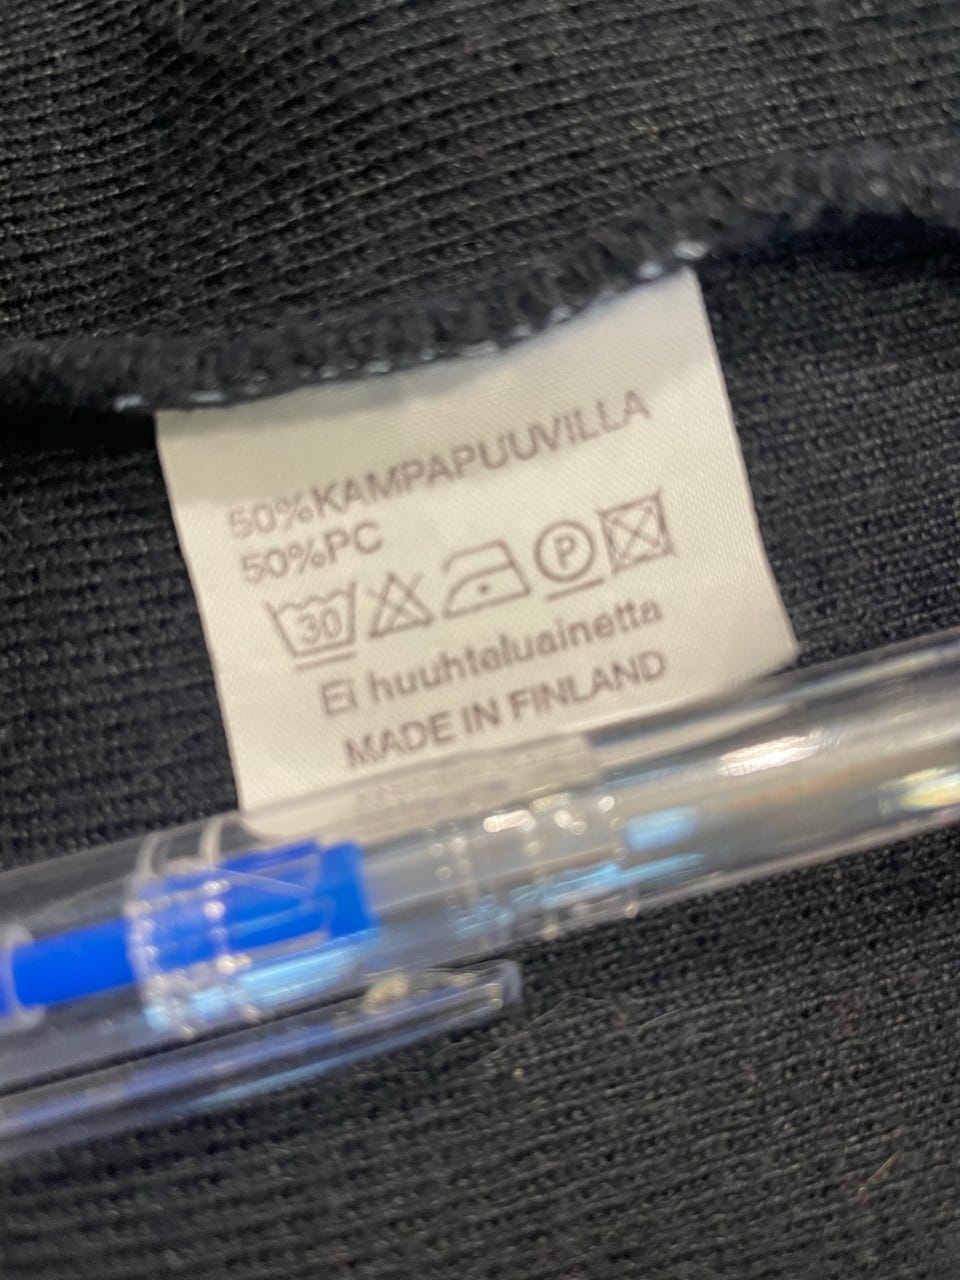 50%KAMPAPUUVILLA
50%PC
30 P
Ei huuhteluainetta
MADE IN FINLAND